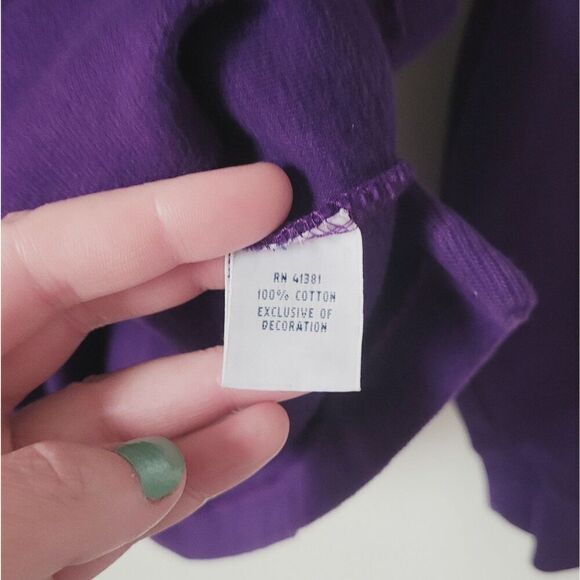 RN 41381
100% COTTON
EXCLUSIVE OF
DECORATION